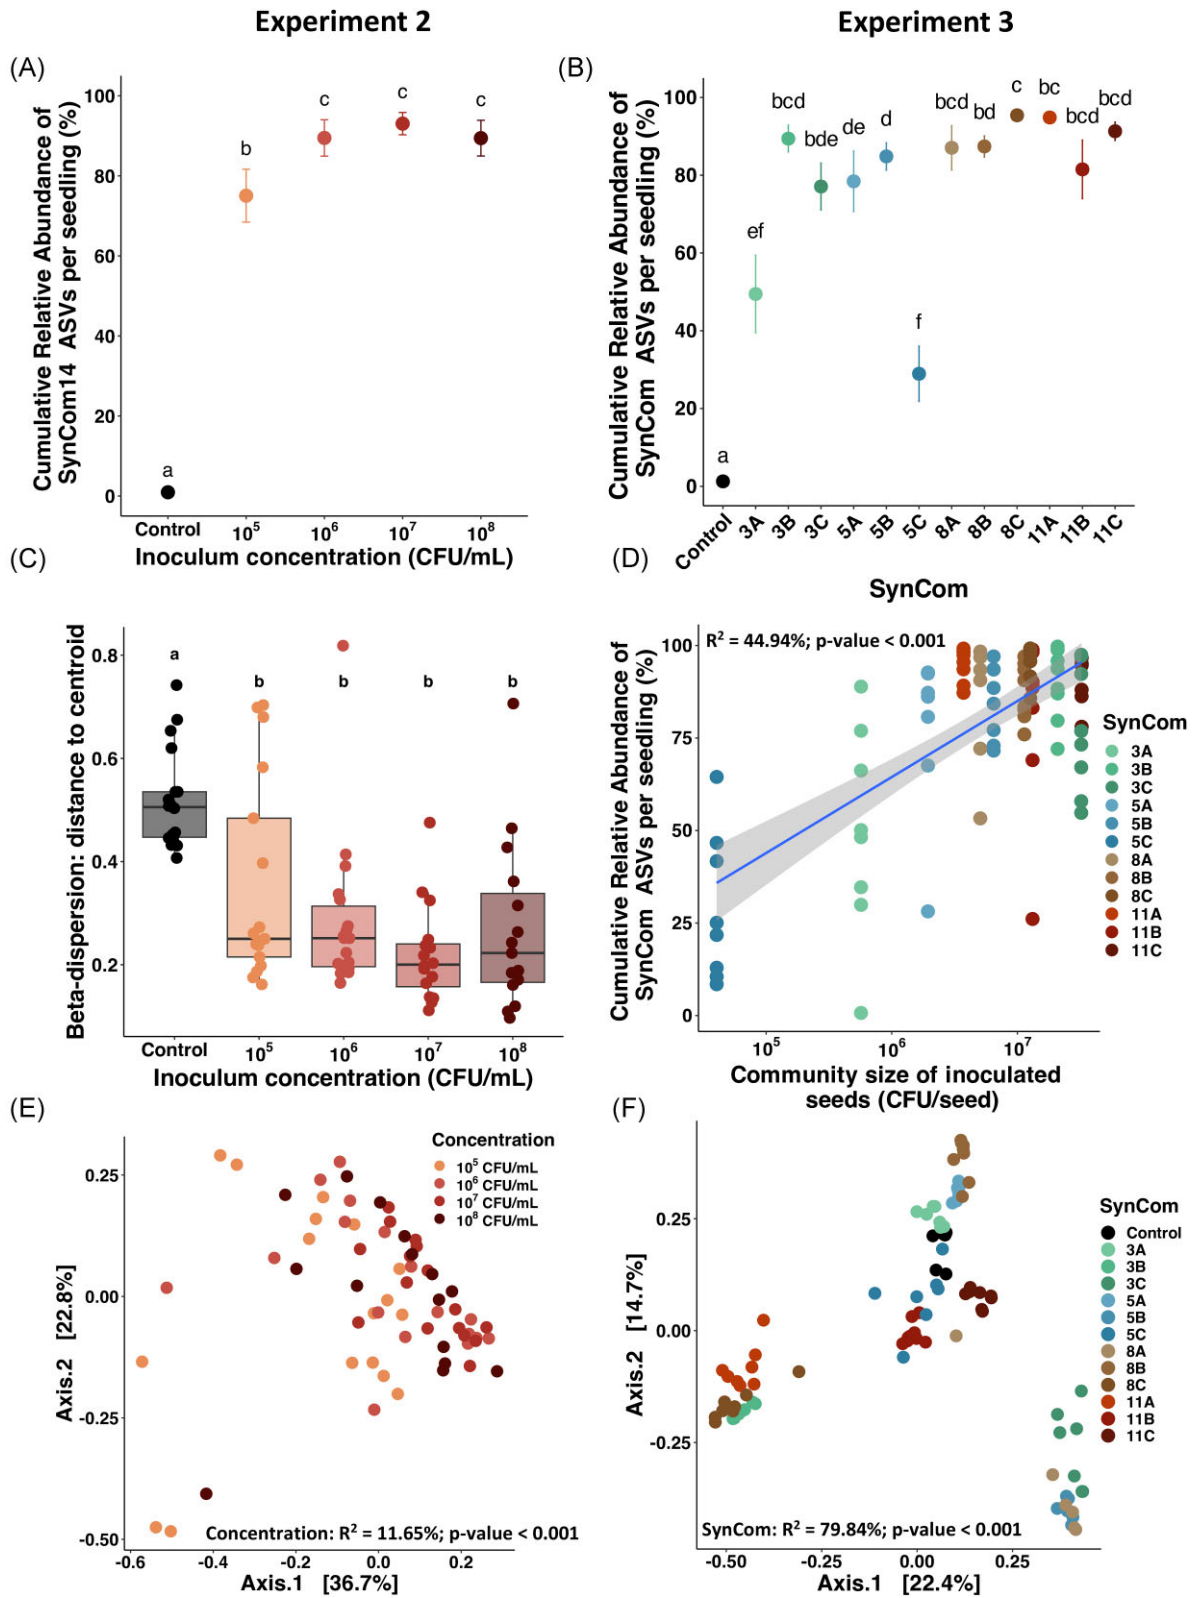 Experiment 2
Experiment 3
(A)
Cumulative Relative Abundance of
SynCom14 ASVs per seedling (%)
100
80
60
40
20
0
a
b
c
c
c
Control
10⁵
10⁶
10⁷
10⁸
Inoculum concentration (CFU/mL)
(B)
Cumulative Relative Abundance of
SynCom ASVs per seedling (%)
100
80
60
40
20
0
a
ef
bcd
bde
de
d
f
bcd
bd
c
bc
bcd
bcd
Control
3A
3B
3C
5A
5B
5C
8A
8B
8C
11A
11B
11C
SynCom
(C)
Beta-dispersion: distance to centroid
0.8
0.6
0.4
0.2
a
b
b
b
b
Control
10⁵
10⁶
10⁷
10⁸
Inoculum concentration (CFU/mL)
(D)
R² = 44.94%; p-value < 0.001
Cumulative Relative Abundance of
SynCom ASVs per seedling (%)
100
75
50
25
0
10⁵
10⁶
10⁷
Community size of inoculated
seeds (CFU/seed)
SynCom
3A
3B
3C
5A
5B
5C
8A
8B
8C
11A
11B
11C
(E)
Axis.2 [22.8%]
0.25
0.00
-0.25
-0.50
Concentration
10⁵ CFU/mL
10⁶ CFU/mL
10⁷ CFU/mL
10⁸ CFU/mL
Concentration: R² = 11.65%; p-value < 0.001
-0.6
-0.4
-0.2
0.0
0.2
Axis.1 [36.7%]
(F)
Axis.2 [14.7%]
0.25
0.00
-0.25
SynCom: R² = 79.84%; p-value < 0.001
-0.50
-0.25
0.00
0.25
Axis.1 [22.4%]
SynCom
Control
3A
3B
3C
5A
5B
5C
8A
8B
8C
11A
11B
11C